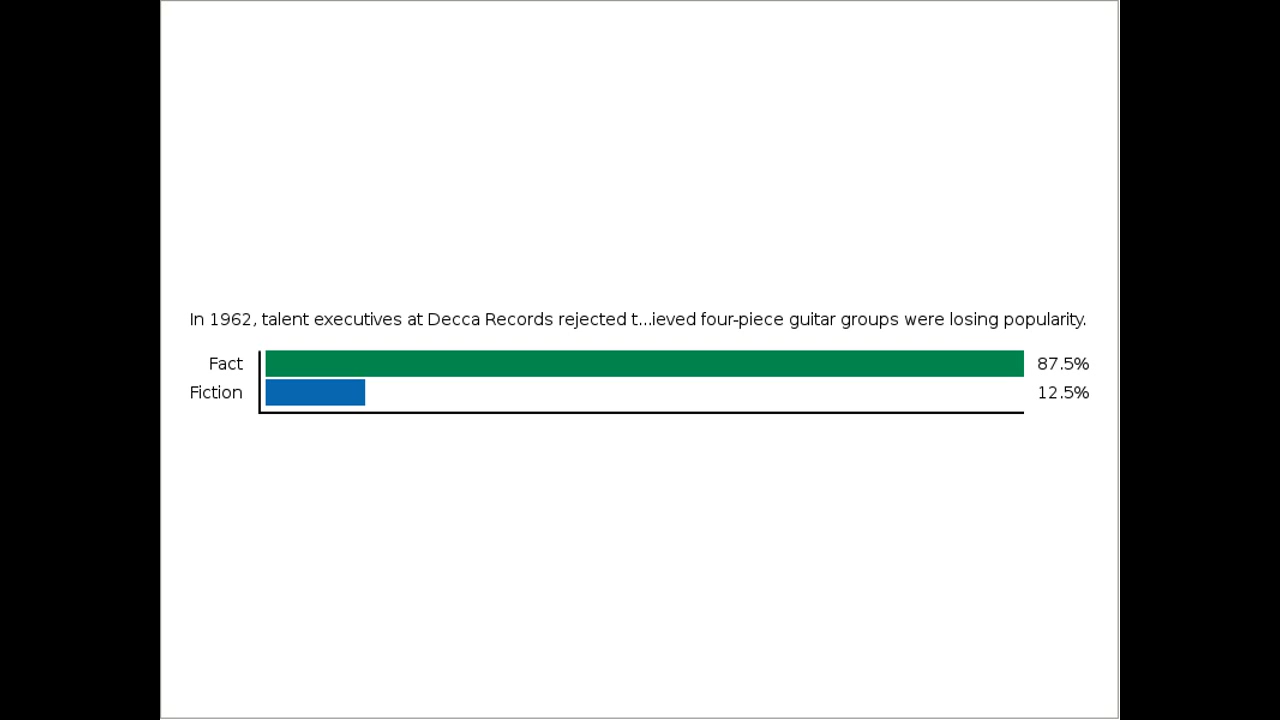 In 1962, talent executives at Decca Records rejected t...ieved four-piece guitar groups were losing popularity.
Fact 87.5%
Fiction 12.5%